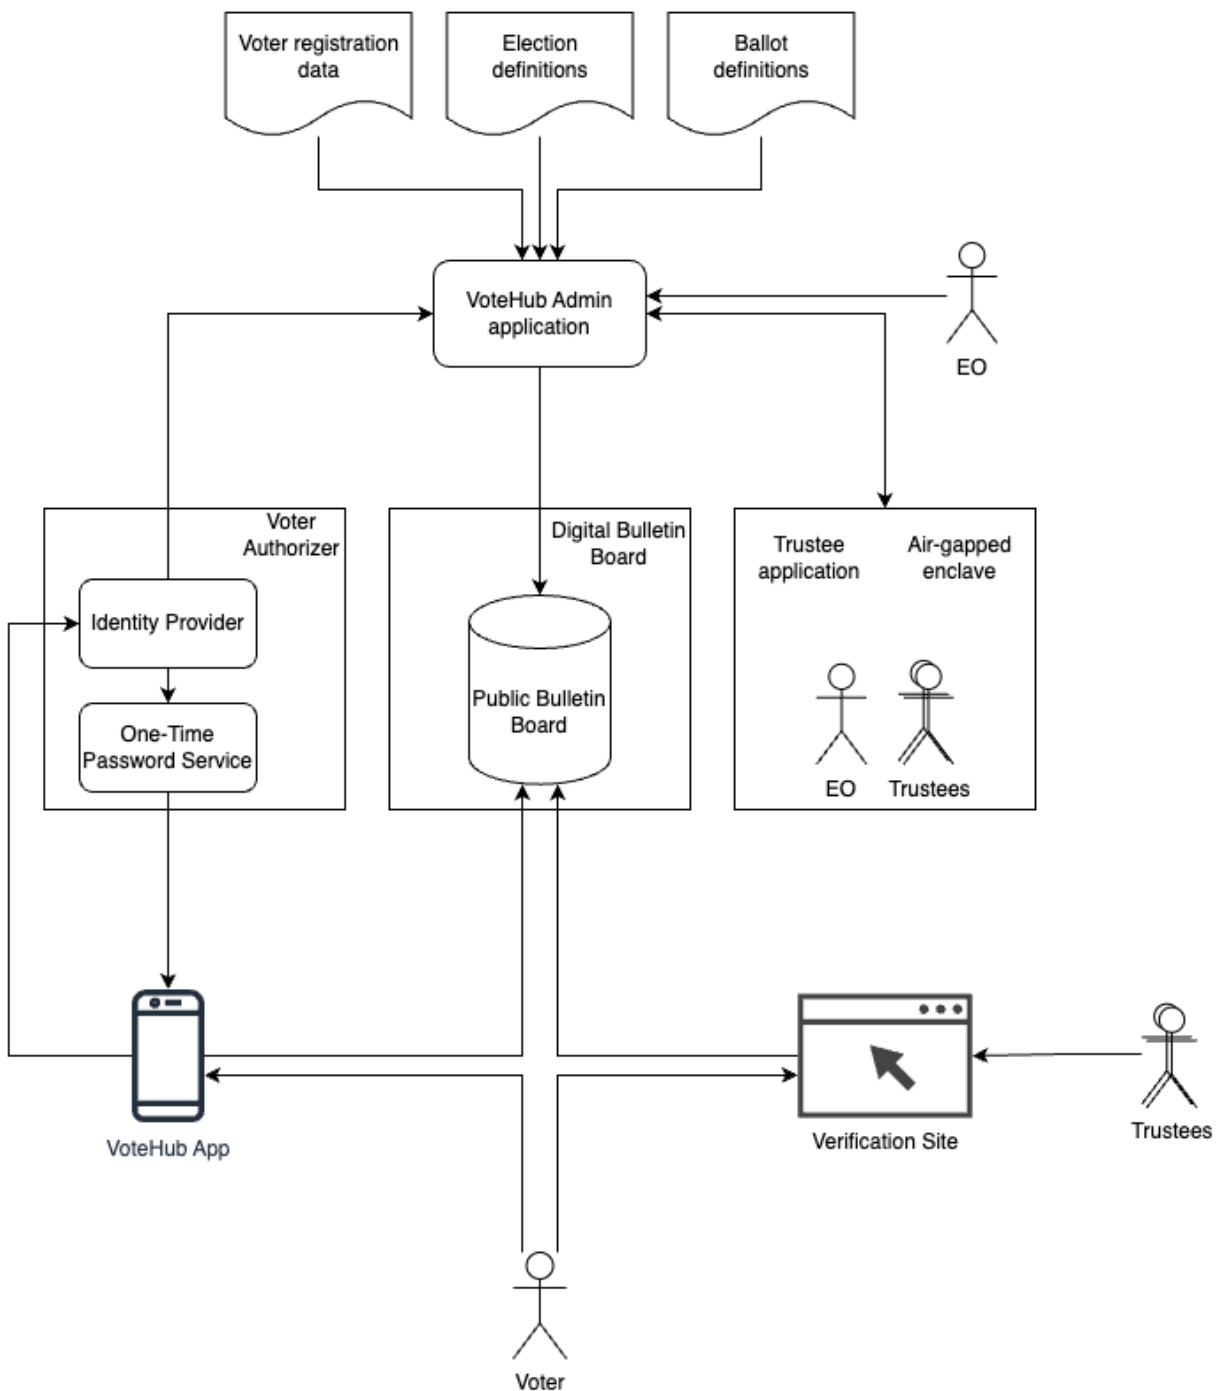 Voter registration
data
Election
definitions
Ballot
definitions
VoteHub Admin
application
EO
Voter
Authorizer
Identity Provider
One-Time
Password Service
Digital Bulletin
Board
Public Bulletin
Board
Trustee
application
Air-gapped
enclave
EO
Trustees
VoteHub App
Verification Site
Trustees
Voter